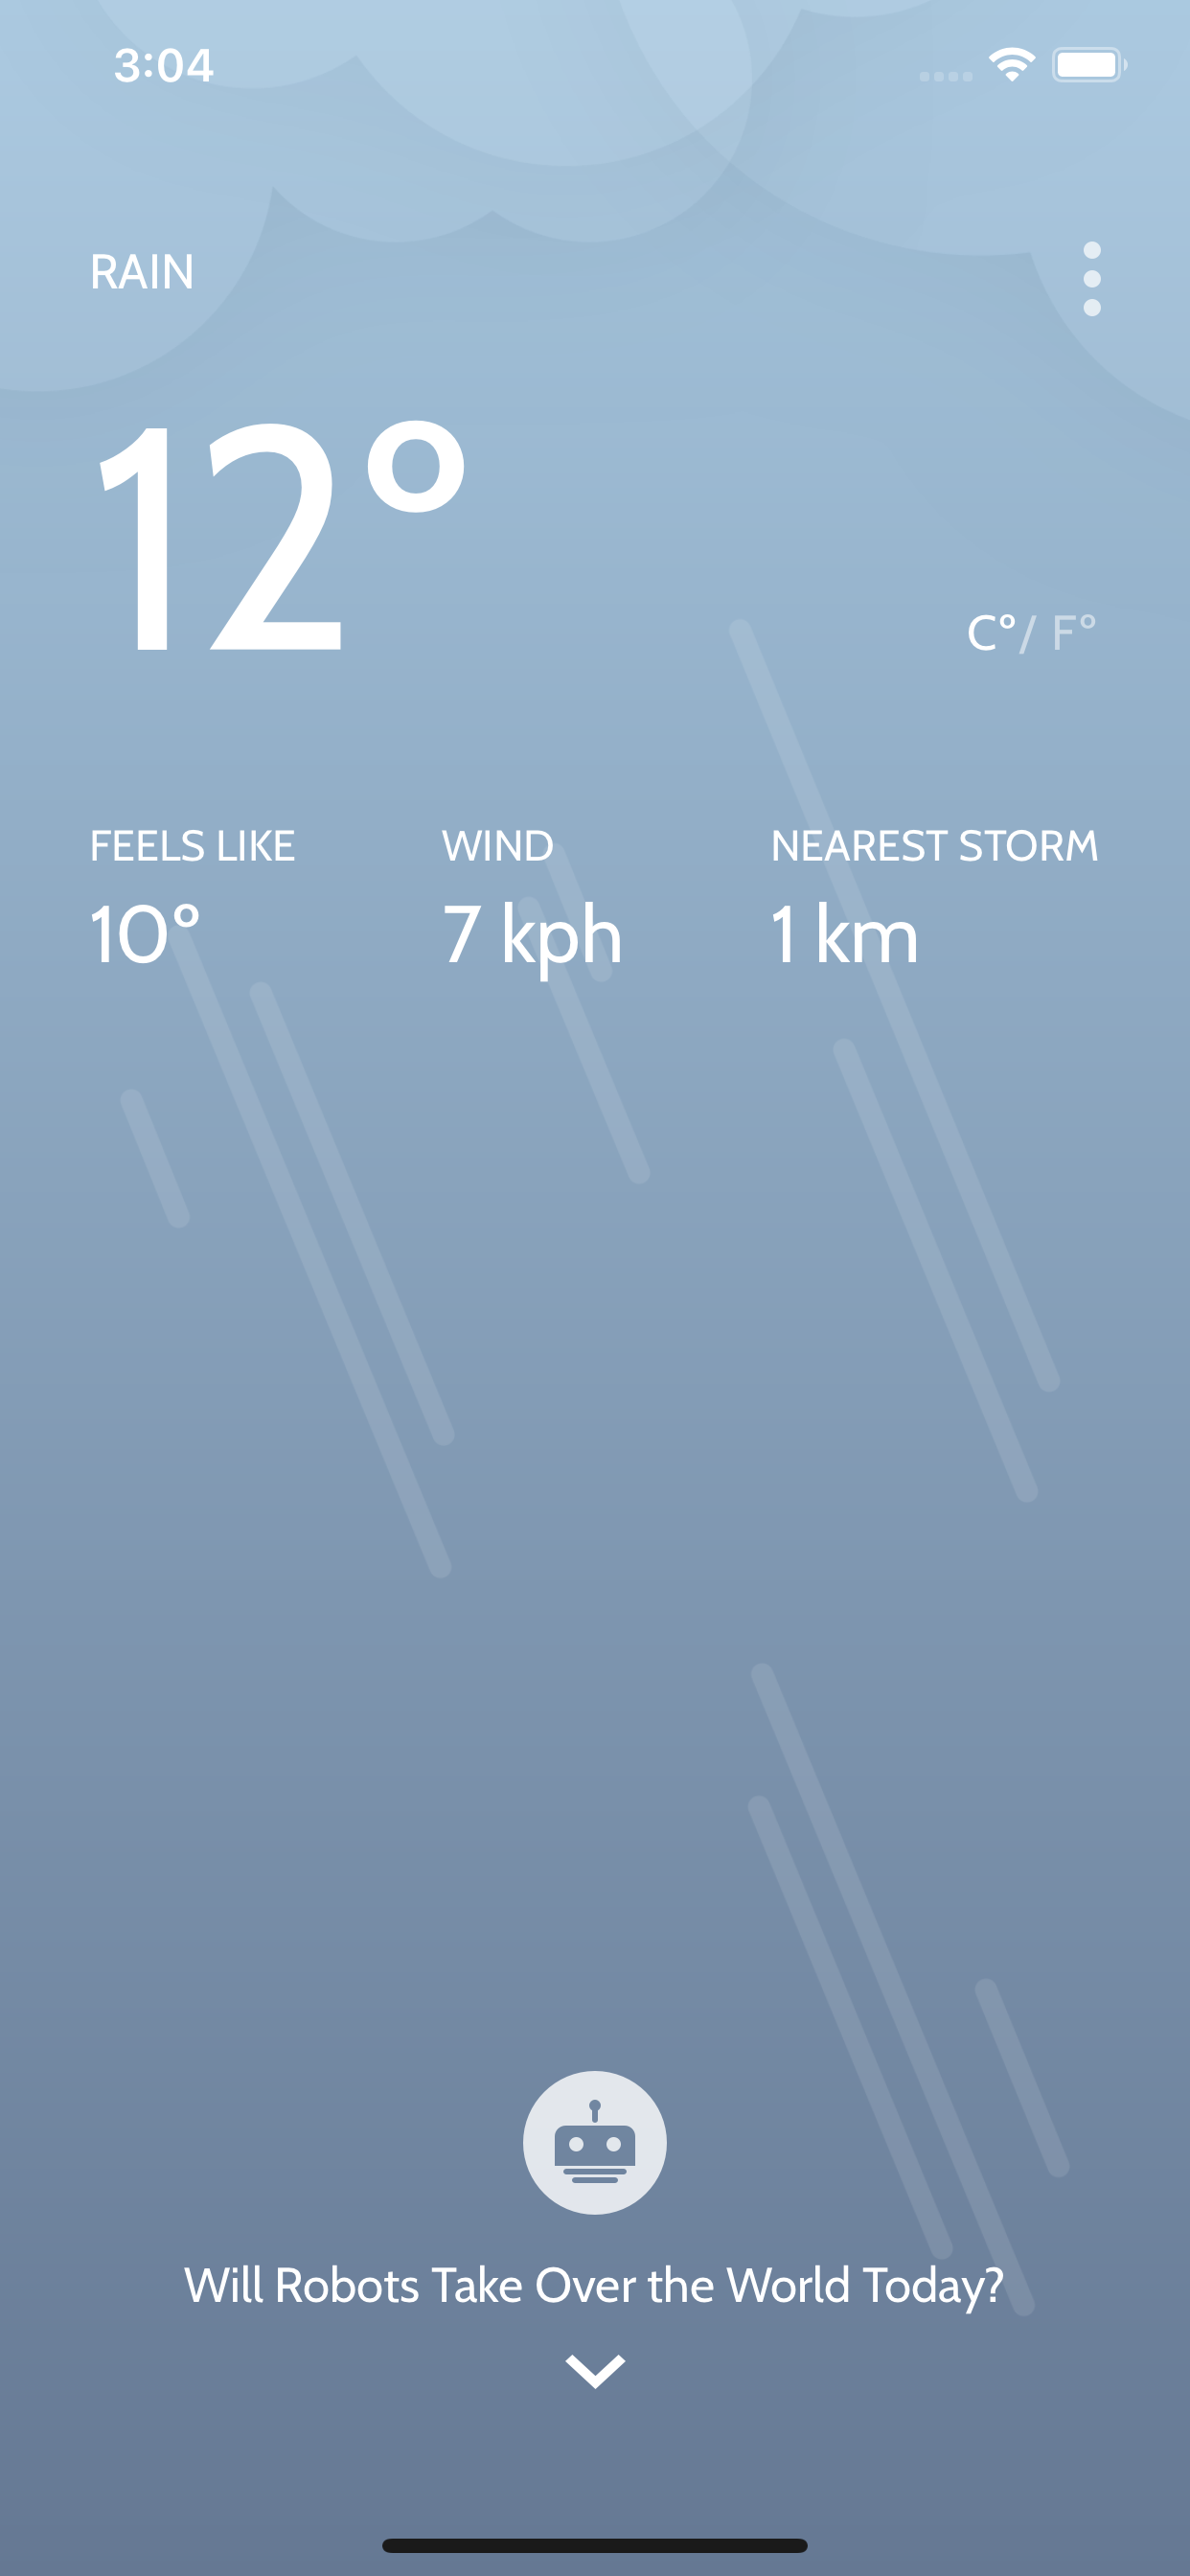 3:04
RAIN
12°
C°/ F°
FEELS LIKE WIND NEAREST STORM
10° 7 kph 1 km
Will Robots Take Over the World Today?